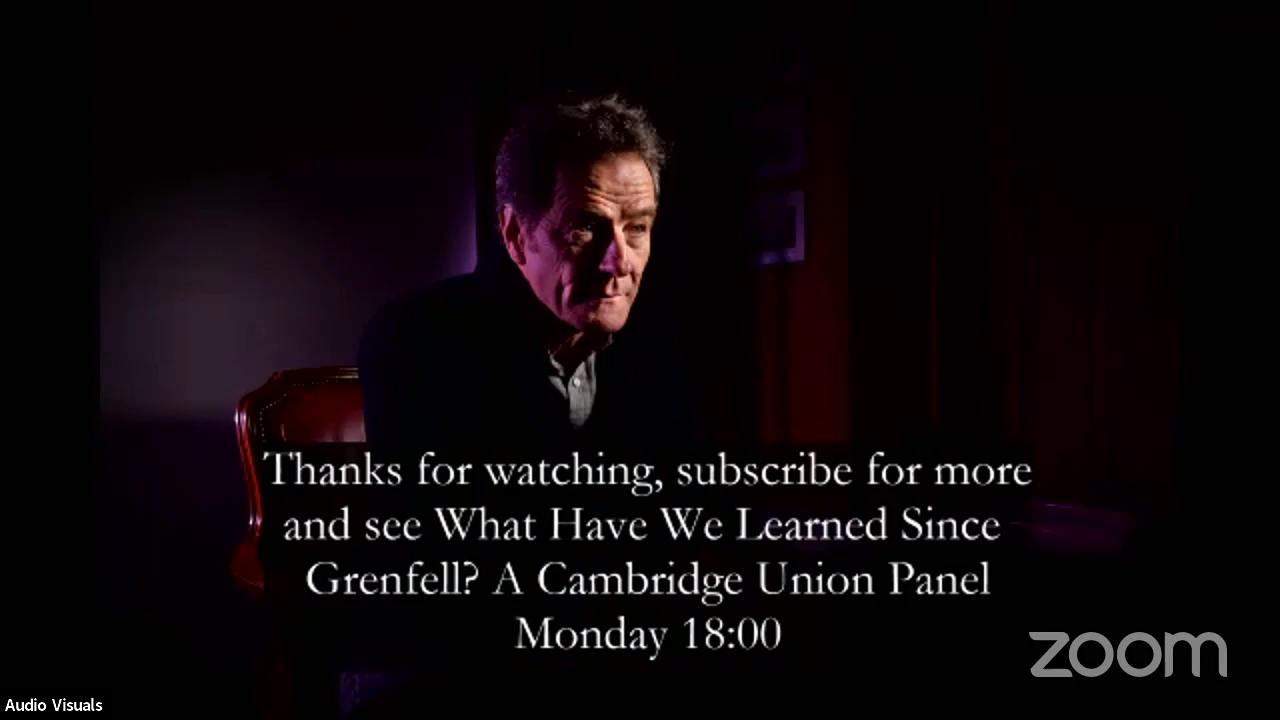 Thanks for watching, subscribe for more
and see What Have We Learned Since
Grenfell? A Cambridge Union Panel
Monday 18:00
zoom
Audio Visuals